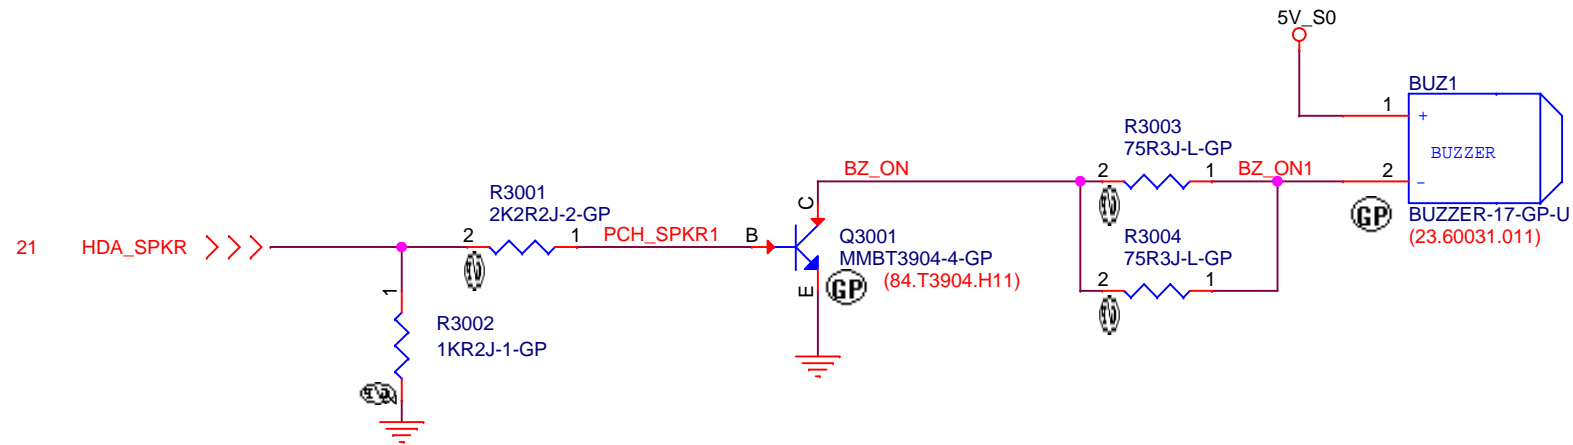 5V_S0
BUZ1
1
+
BUZZER
2
-
BUZZER-17-GP-U
(23.60031.011)
GP
R3003
75R3J-L-GP
2
1
BZ_ON
BZ_ON1
R3004
75R3J-L-GP
2
1
C
B
E
Q3001
MMBT3904-4-GP
(84.T3904.H11)
GP
R3001
2K2R2J-2-GP
2
1
PCH_SPKR1
21
HDA_SPKR
1
R3002
1KR2J-1-GP